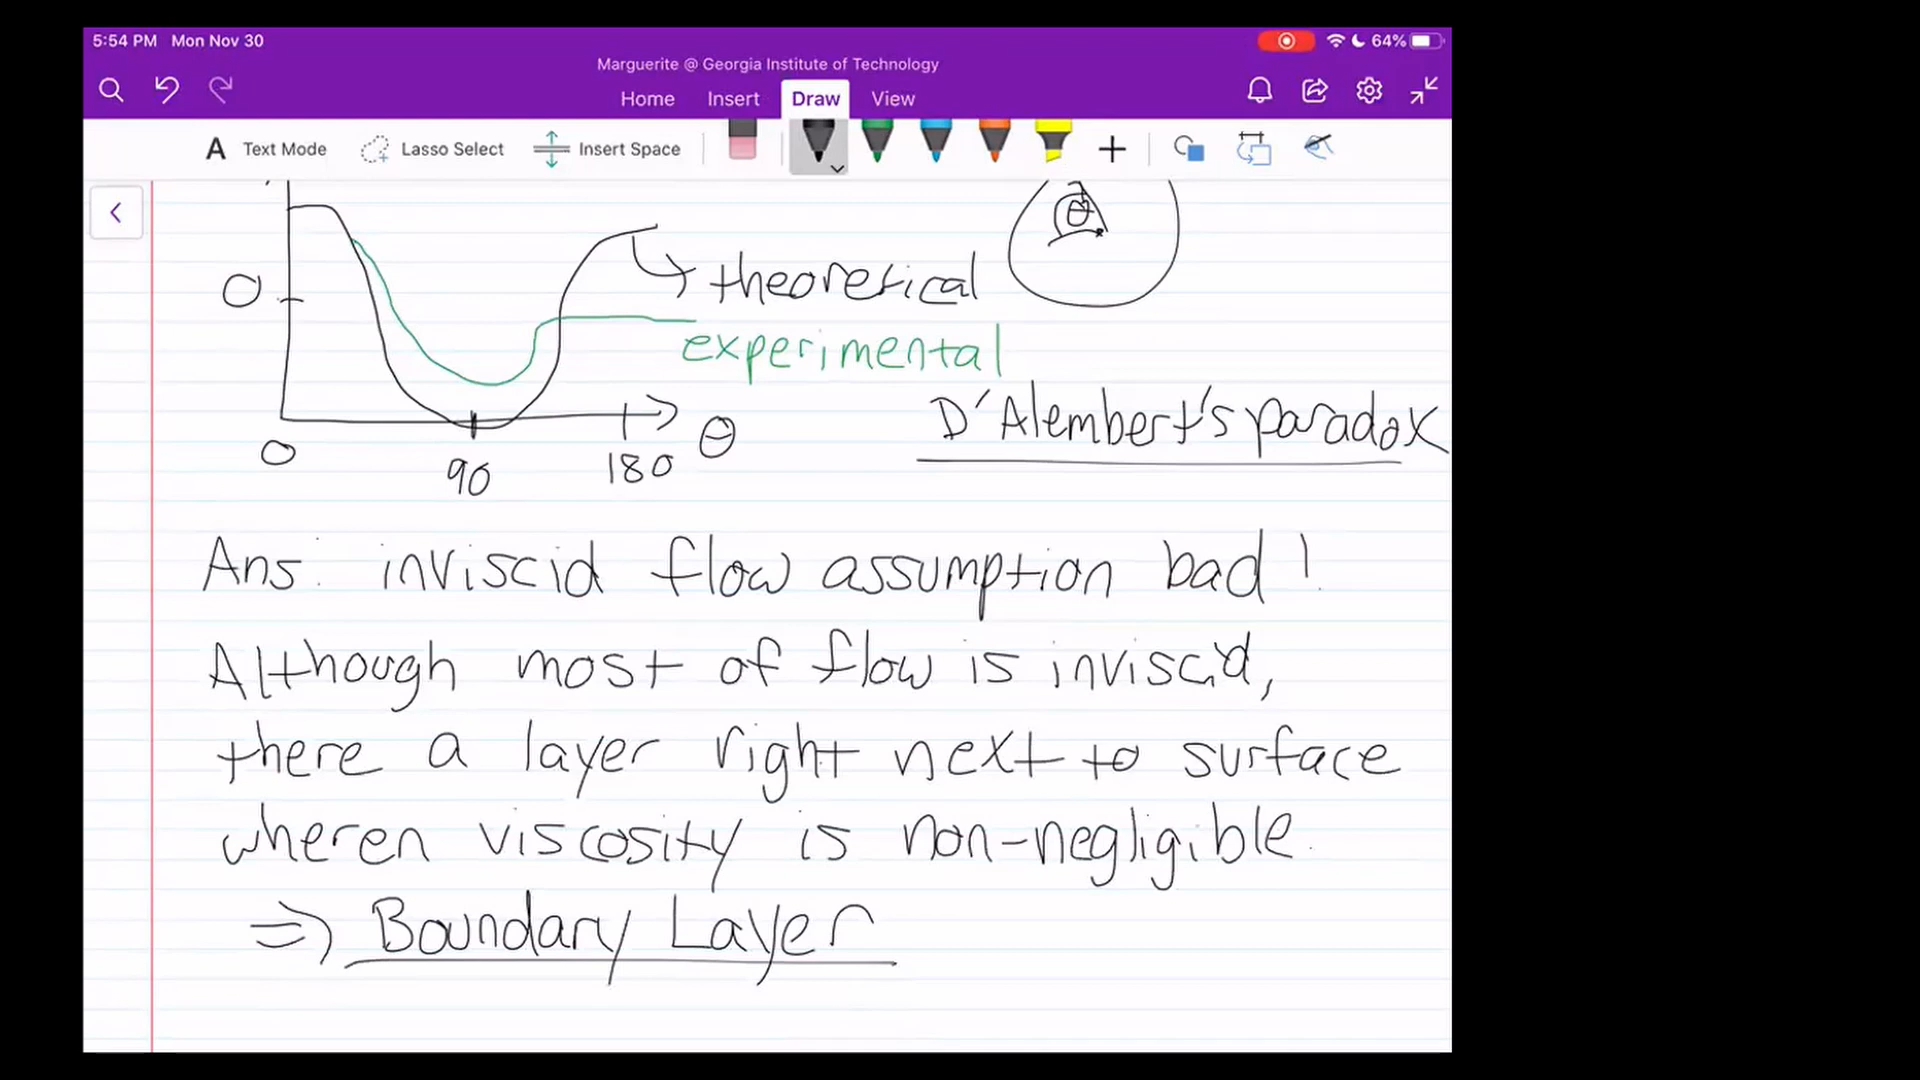 5:54 PM Mon Nov 30
64%
Marguerite @ Georgia Institute of Technology
Home Insert Draw View
A Text Mode Lasso Select Insert Space
θ
0
theoretical
experimental
D'Alembert's paradox
0 90 180 θ
Ans: inviscid flow assumption bad!
Although most of flow is inviscid,
there a layer right next to surface
wheren viscosity is non-negligible.
⇒ Boundary Layer